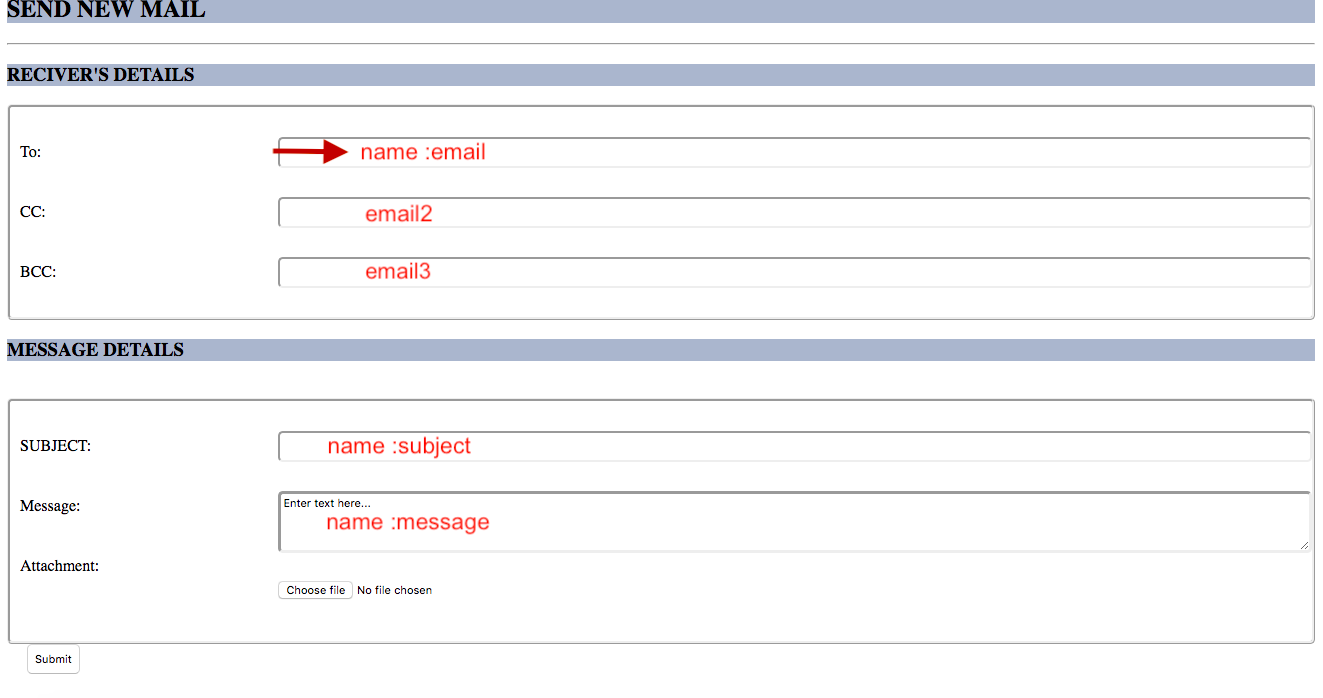 SEND NEW MAIL
RECIVER'S DETAILS
To: name :email
CC: email2
BCC: email3
MESSAGE DETAILS
SUBJECT: name :subject
Message: Enter text here...
name :message
Attachment:
Choose file No file chosen
Submit